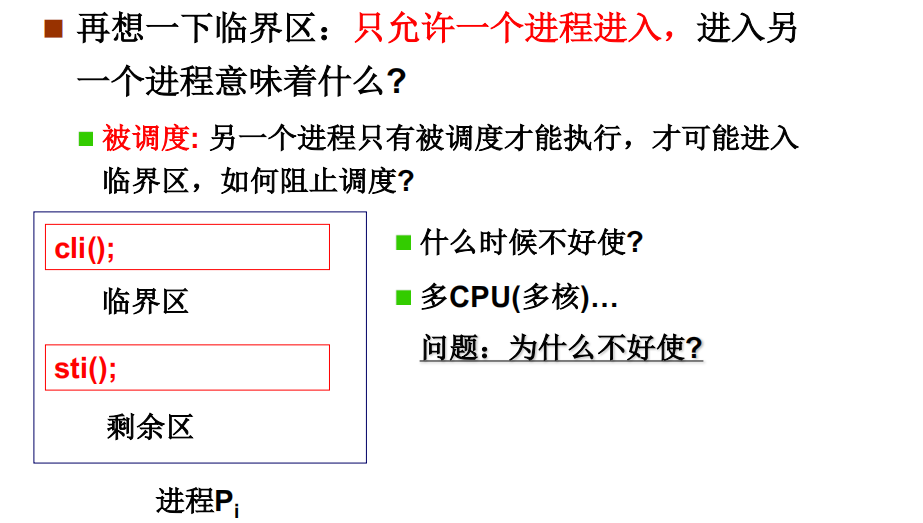 再想一下临界区：只允许一个进程进入，进入另
一个进程意味着什么?
被调度: 另一个进程只有被调度才能执行，才可能进入
临界区，如何阻止调度?
cli();
临界区
sti();
剩余区
进程Pi
什么时候不好使?
多CPU(多核)…
问题：为什么不好使?